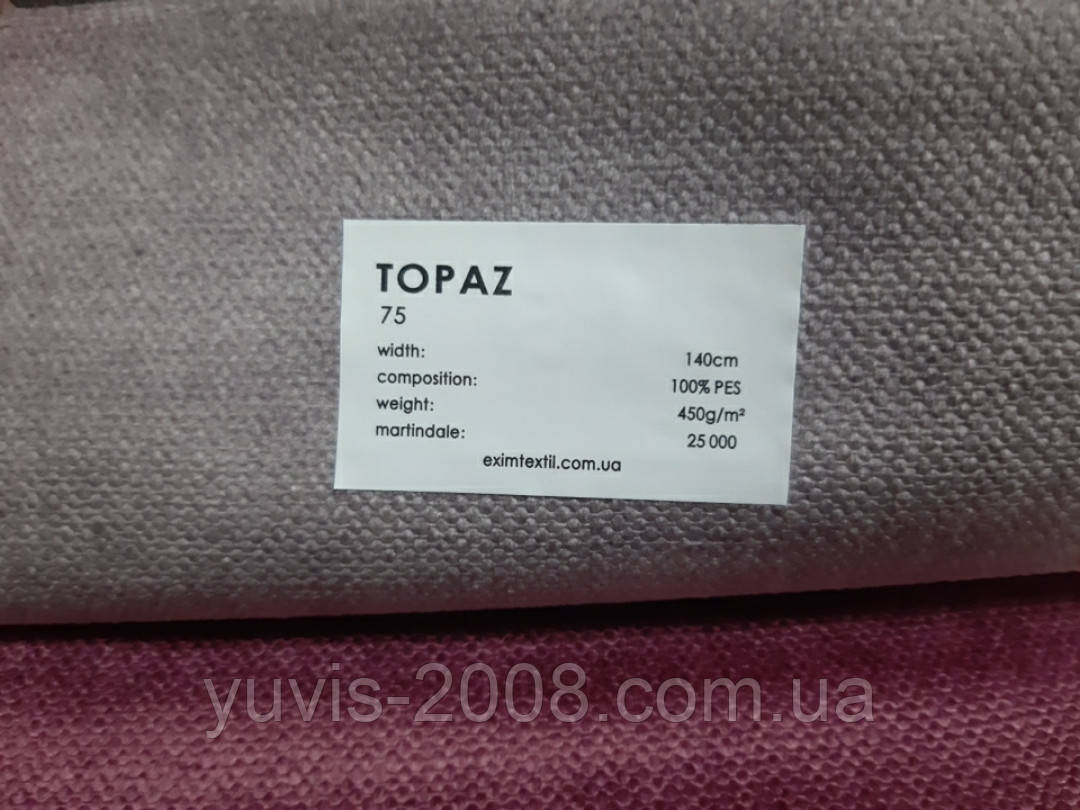 TOPAZ
75
width: 140cm
composition: 100% PES
weight: 450g/m²
martindale: 25 000
eximtextil.com.ua
yuvis-2008.com.ua